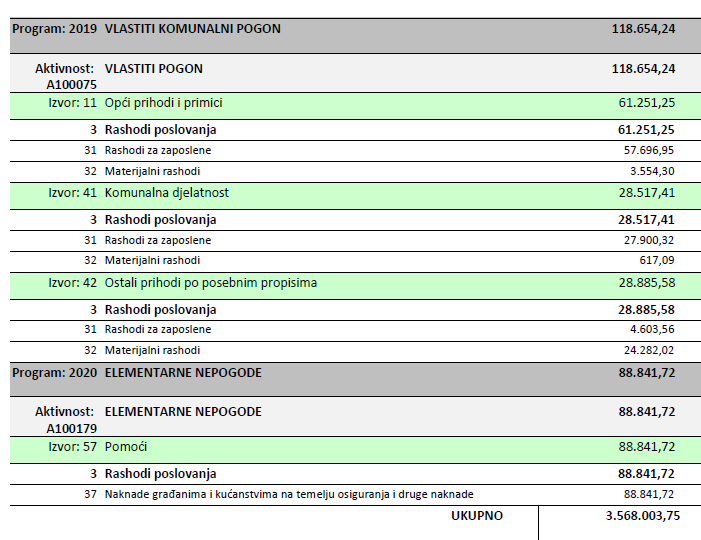 Program: 2019 VLASTITI KOMUNALNI POGON 118.654,24
Aktivnost: VLASTITI POGON 118.654,24
A100075
Izvor: 11 Opći prihodi i primici 61.251,25
3 Rashodi poslovanja 61.251,25
31 Rashodi za zaposlene 57.696,95
32 Materijalni rashodi 3.554,30
Izvor: 41 Komunalna djelatnost 28.517,41
3 Rashodi poslovanja 28.517,41
31 Rashodi za zaposlene 27.900,32
32 Materijalni rashodi 617,09
Izvor: 42 Ostali prihodi po posebnim propisima 28.885,58
3 Rashodi poslovanja 28.885,58
31 Rashodi za zaposlene 4.603,56
32 Materijalni rashodi 24.282,02
Program: 2020 ELEMENTARNE NEPOGODE 88.841,72
Aktivnost: ELEMENTARNE NEPOGODE 88.841,72
A100179
Izvor: 57 Pomoći 88.841,72
3 Rashodi poslovanja 88.841,72
37 Naknade građanima i kućanstvima na temelju osiguranja i druge naknade 88.841,72
UKUPNO 3.568.003,75